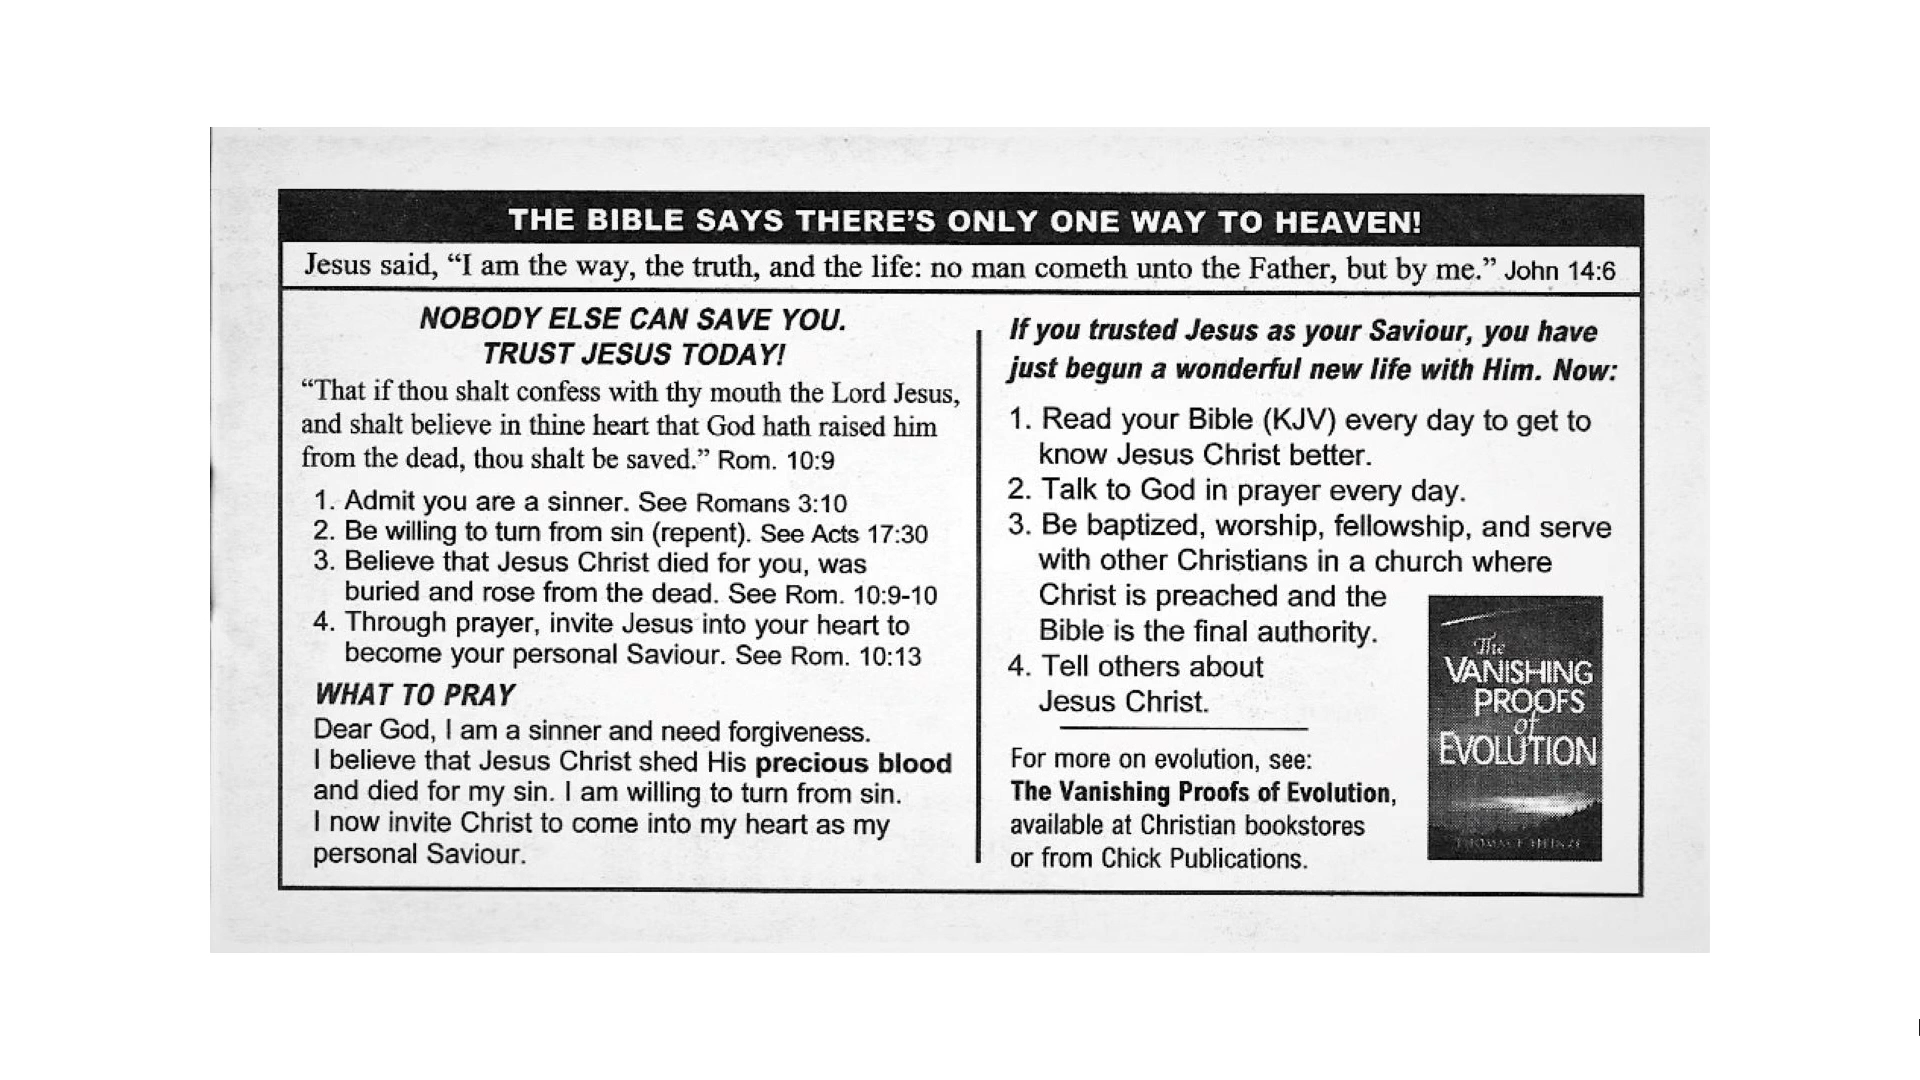 THE BIBLE SAYS THERE'S ONLY ONE WAY TO HEAVEN!
Jesus said, “I am the way, the truth, and the life: no man cometh unto the Father, but by me.” John 14:6
NOBODY ELSE CAN SAVE YOU.
TRUST JESUS TODAY!
“That if thou shalt confess with thy mouth the Lord Jesus,
and shalt believe in thine heart that God hath raised him
from the dead, thou shalt be saved.” Rom. 10:9
1. Admit you are a sinner. See Romans 3:10
2. Be willing to turn from sin (repent). See Acts 17:30
3. Believe that Jesus Christ died for you, was
buried and rose from the dead. See Rom. 10:9-10
4. Through prayer, invite Jesus into your heart to
become your personal Saviour. See Rom. 10:13
WHAT TO PRAY
Dear God, I am a sinner and need forgiveness.
I believe that Jesus Christ shed His precious blood
and died for my sin. I am willing to turn from sin.
I now invite Christ to come into my heart as my
personal Saviour.
If you trusted Jesus as your Saviour, you have
just begun a wonderful new life with Him. Now:
1. Read your Bible (KJV) every day to get to
know Jesus Christ better.
2. Talk to God in prayer every day.
3. Be baptized, worship, fellowship, and serve
with other Christians in a church where
Christ is preached and the
Bible is the final authority.
4. Tell others about
Jesus Christ.
For more on evolution, see:
The Vanishing Proofs of Evolution,
available at Christian bookstores
or from Chick Publications.
The
VANISHING
PROOFS
of
EVOLUTION
THOMAS F. HEINZE